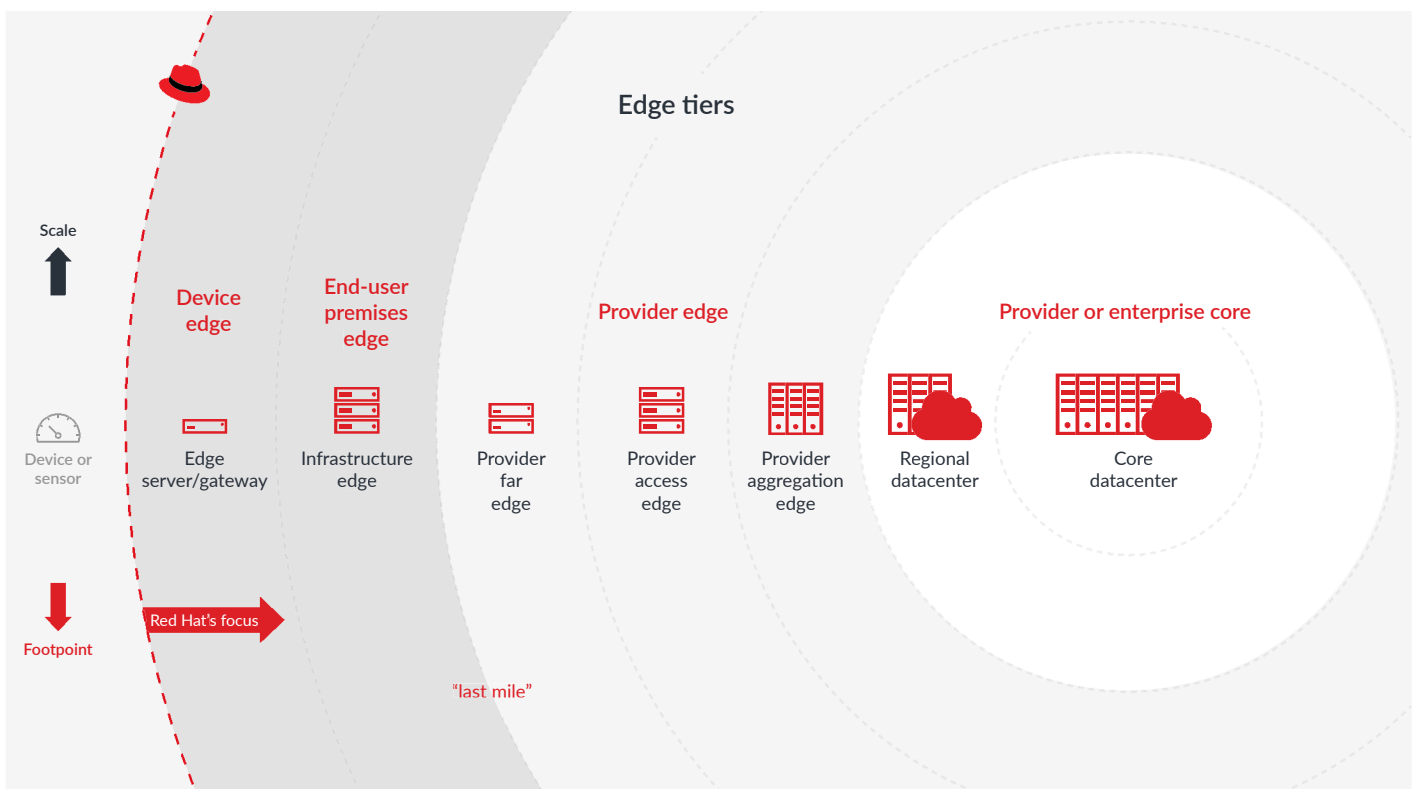 Edge tiers
Scale
Device
edge
End-user
premises
edge
Provider edge
Provider or enterprise core
Device or
sensor
Edge
server/gateway
Infrastructure
edge
Provider
far
edge
Provider
access
edge
Provider
aggregation
edge
Regional
datacenter
Core
datacenter
Red Hat's focus
Footpoint
“last mile”